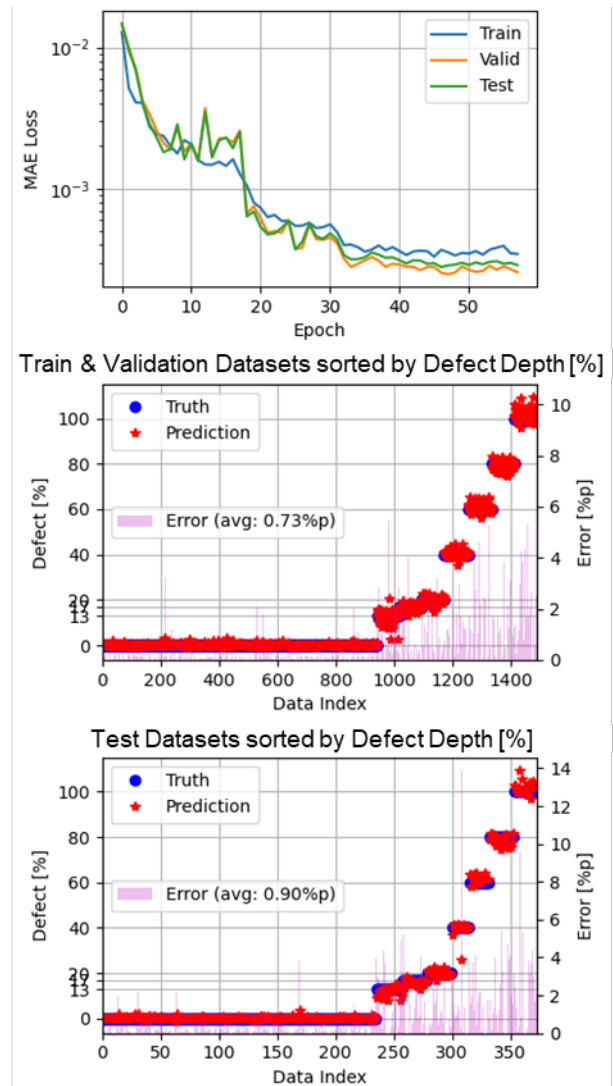 10⁻²
10⁻³
MAE Loss
Train
Valid
Test
0 10 20 30 40 50
Epoch
Train & Validation Datasets sorted by Defect Depth [%]
Truth
Prediction
Error (avg: 0.73%p)
Defect [%]
100
80
60
40
20
17
13
0
Error [%p]
10
8
6
4
2
0
0 200 400 600 800 1000 1200 1400
Data Index
Test Datasets sorted by Defect Depth [%]
Truth
Prediction
Error (avg: 0.90%p)
Defect [%]
100
80
60
40
20
17
13
0
Error [%p]
14
12
10
8
6
4
2
0
0 50 100 150 200 250 300 350
Data Index